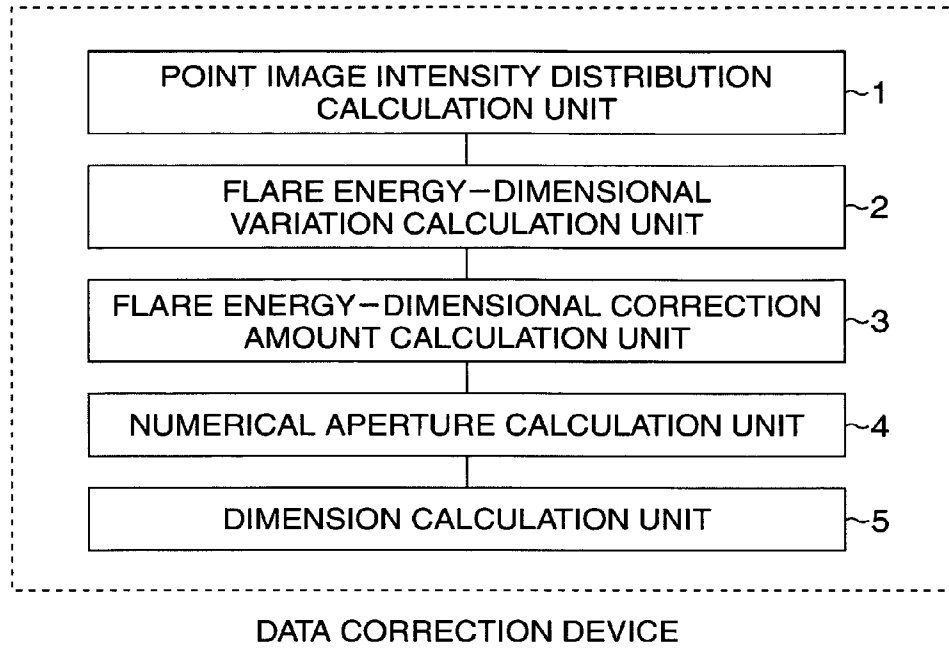 POINT IMAGE INTENSITY DISTRIBUTION
CALCULATION UNIT
~1
FLARE ENERGY–DIMENSIONAL
VARIATION CALCULATION UNIT
~2
FLARE ENERGY–DIMENSIONAL CORRECTION
AMOUNT CALCULATION UNIT
~3
NUMERICAL APERTURE CALCULATION UNIT ~4
DIMENSION CALCULATION UNIT ~5
DATA CORRECTION DEVICE